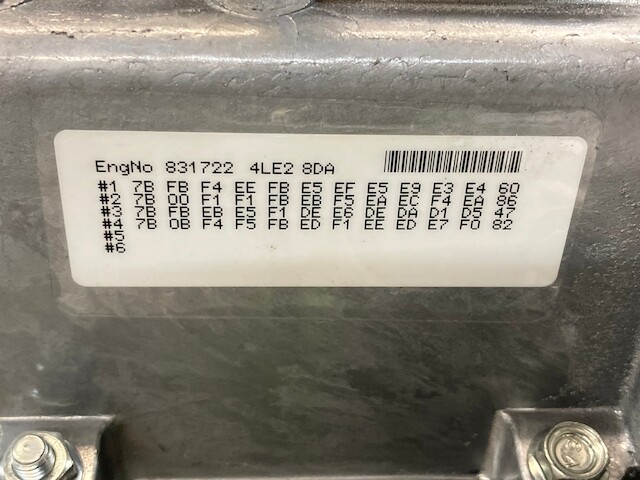 EngNo 831722 4LE2 8DA
#1 7B FB F4 EE FB E5 EF E5 E9 E3 E4 60
#2 7B 00 F1 F1 FB EB F5 EA EC F4 EA 86
#3 7B FB EB E5 F1 DE E6 DE DA D1 D5 47
#4 7B 0B F4 F5 FB ED F1 EE ED E7 F0 82
#5
#6